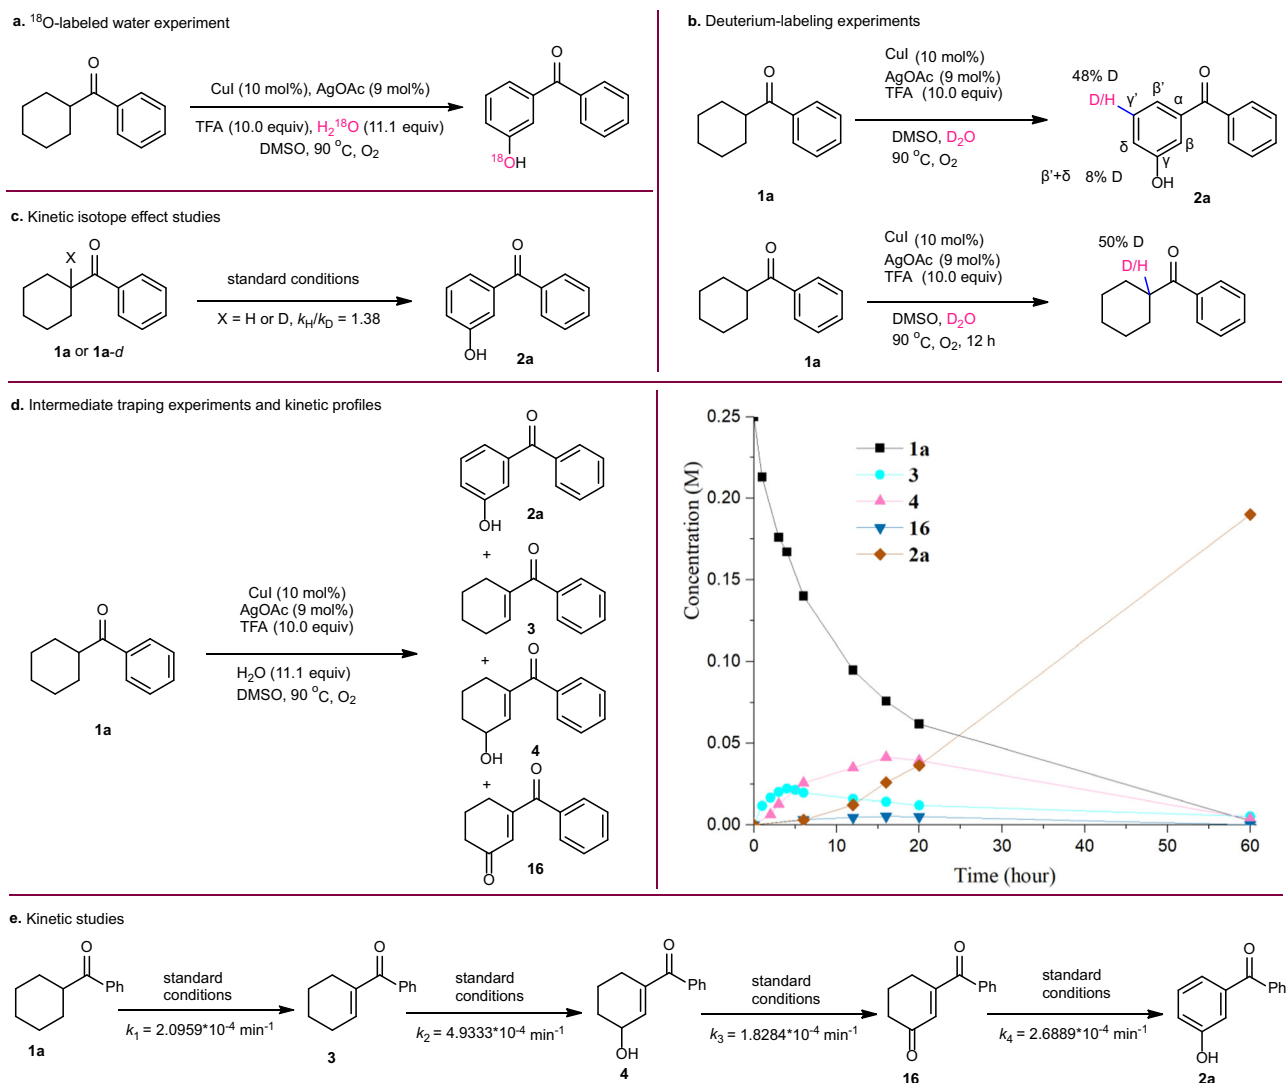 a. ¹⁸O-labeled water experiment
O
CuI (10 mol%), AgOAc (9 mol%)
TFA (10.0 equiv), H₂¹⁸O (11.1 equiv)
DMSO, 90 °C, O₂
O
¹⁸OH
b. Deuterium-labeling experiments
O
1a
CuI (10 mol%)
AgOAc (9 mol%)
TFA (10.0 equiv)
DMSO, D₂O
90 °C, O₂
48% D
D/H
γ'
β'
α
O
δ
β
γ
β'+δ 8% D
OH
2a
O
1a
CuI (10 mol%)
AgOAc (9 mol%)
TFA (10.0 equiv)
DMSO, D₂O
90 °C, O₂, 12 h
50% D
D/H
O
c. Kinetic isotope effect studies
X
O
1a or 1a-d
standard conditions
X = H or D, kH/kD = 1.38
O
OH
2a
d. Intermediate traping experiments and kinetic profiles
O
1a
CuI (10 mol%)
AgOAc (9 mol%)
TFA (10.0 equiv)
H₂O (11.1 equiv)
DMSO, 90 °C, O₂
O
OH
2a
+
O
3
+
O
OH
4
+
O
O
16
Concentration (M)
0.25
0.20
0.15
0.10
0.05
0.00
1a
3
4
16
2a
0 10 20 30 40 50 60
Time (hour)
e. Kinetic studies
O
Ph
1a
standard
conditions
k₁ = 2.0959*10⁻⁴ min⁻¹
O
Ph
3
standard
conditions
k₂ = 4.9333*10⁻⁴ min⁻¹
O
Ph
OH
4
standard
conditions
k₃ = 1.8284*10⁻⁴ min⁻¹
O
Ph
O
16
standard
conditions
k₄ = 2.6889*10⁻⁴ min⁻¹
O
Ph
OH
2a